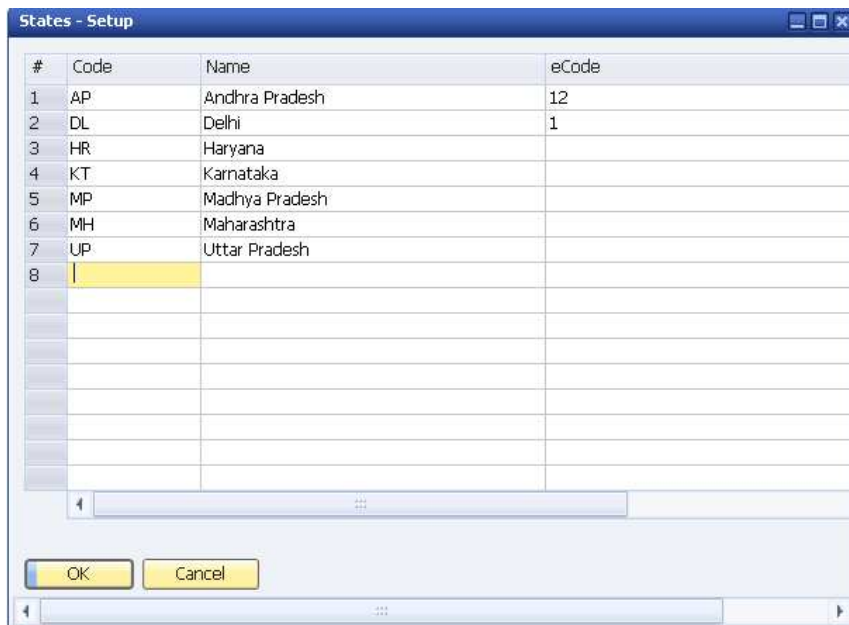 States - Setup
# Code Name eCode
1 AP Andhra Pradesh 12
2 DL Delhi 1
3 HR Haryana
4 KT Karnataka
5 MP Madhya Pradesh
6 MH Maharashtra
7 UP Uttar Pradesh
8
OK Cancel